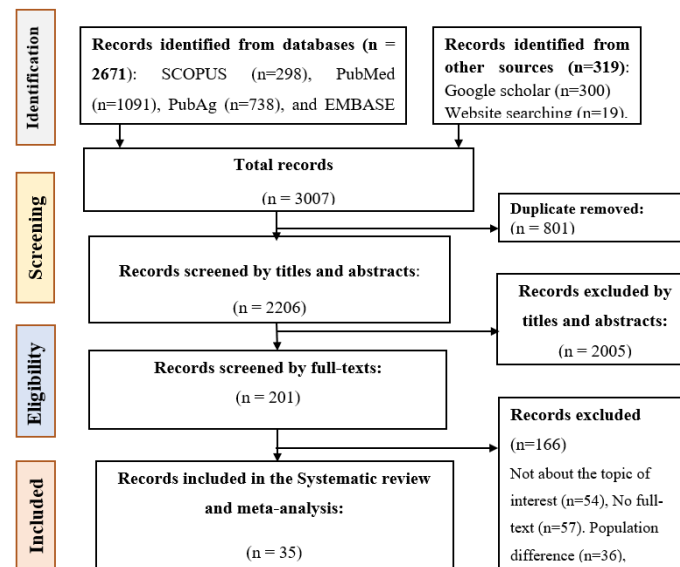 Identification
Records identified from databases (n =
2671): SCOPUS (n=298), PubMed
(n=1091), PubAg (n=738), and EMBASE
Records identified from
other sources (n=319):
Google scholar (n=300)
Website searching (n=19).
Total records
(n = 3007)
Screening
Duplicate removed:
(n = 801)
Records screened by titles and abstracts:
(n = 2206)
Records excluded by
titles and abstracts:
(n = 2005)
Eligibility
Records screened by full-texts:
(n = 201)
Records excluded
(n=166)
Not about the topic of
interest (n=54), No full-
text (n=57). Population
difference (n=36),
Included
Records included in the Systematic review
and meta-analysis:
(n = 35)